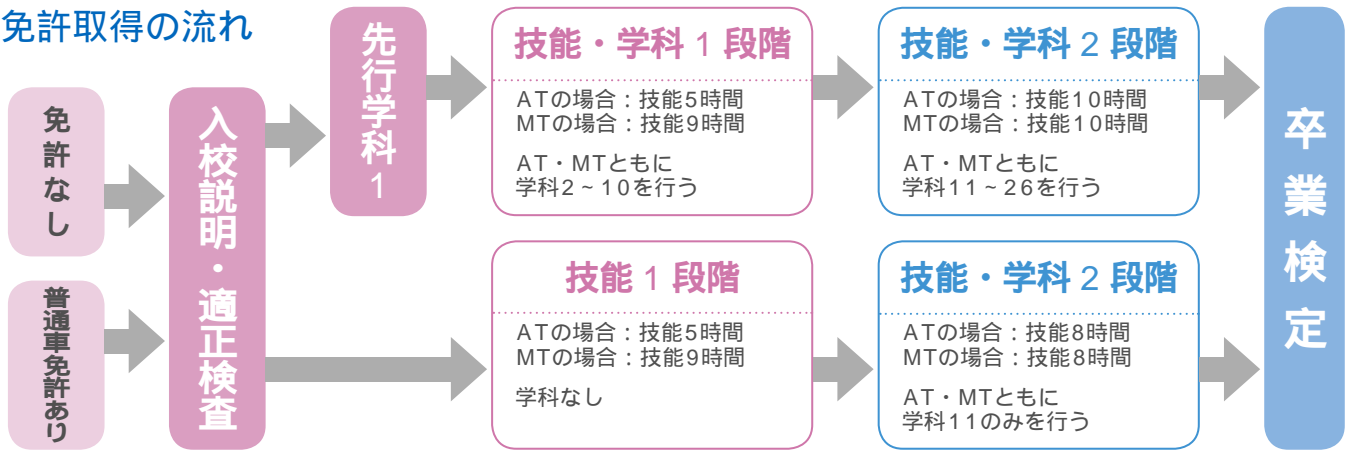 免許取得の流れ
免許なし
普通車免許あり
入校説明・適正検査
先行学科1
技能・学科 1 段階
ATの場合：技能5時間
MTの場合：技能9時間
AT・MTともに
学科2~10を行う
技能・学科 2 段階
ATの場合：技能10時間
MTの場合：技能10時間
AT・MTともに
学科11~26を行う
技能 1 段階
ATの場合：技能5時間
MTの場合：技能9時間
学科なし
技能・学科 2 段階
ATの場合：技能8時間
MTの場合：技能8時間
AT・MTともに
学科11のみを行う
卒業検定